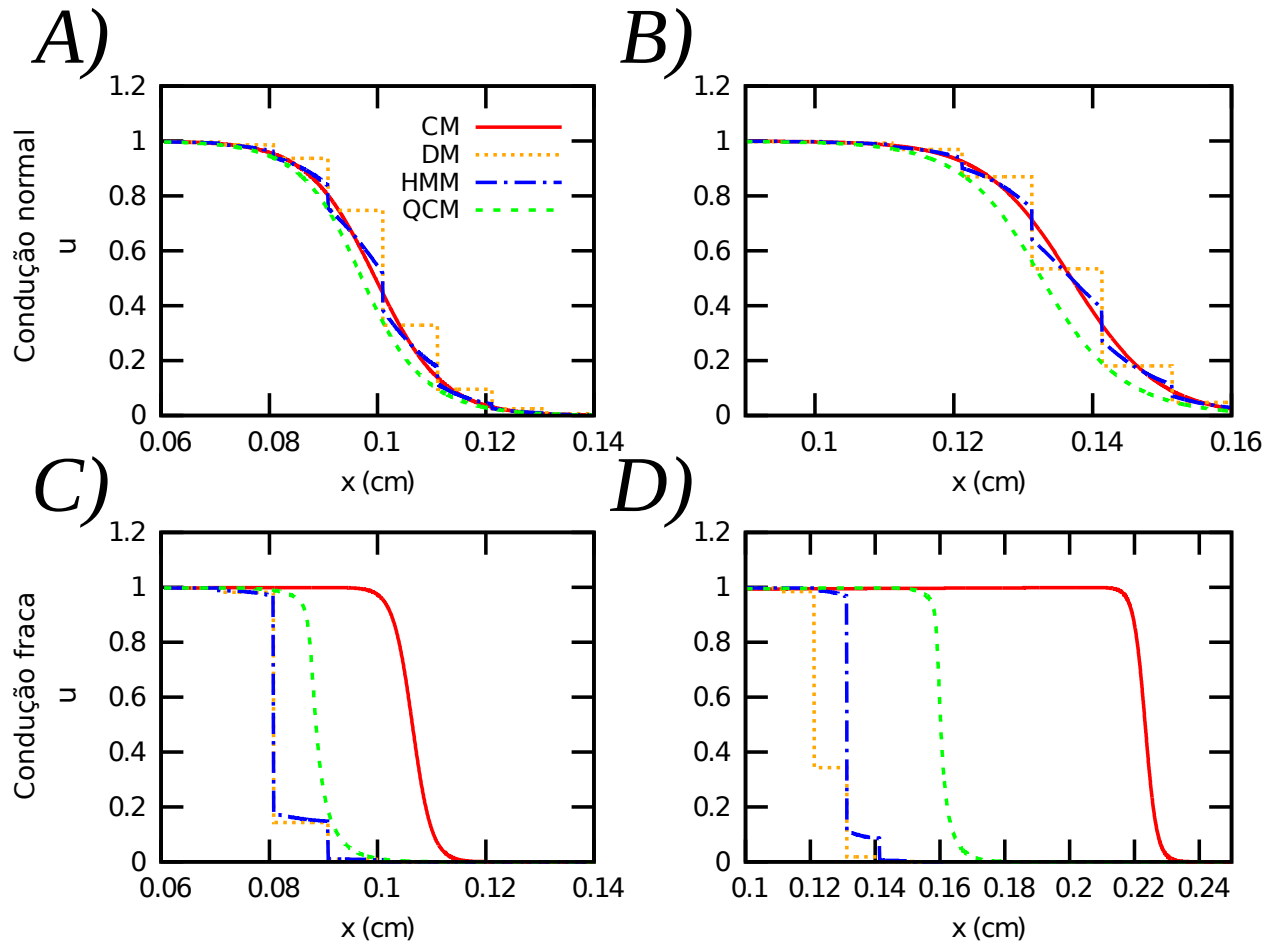 A)
B)
Condução normal
u
1.2
1
0.8
0.6
0.4
0.2
0
CM
DM
HMM
QCM
0.06 0.08 0.1 0.12 0.14
x (cm)
1.2
1
0.8
0.6
0.4
0.2
0
0.1 0.12 0.14 0.16
x (cm)
C)
D)
Condução fraca
u
1.2
1
0.8
0.6
0.4
0.2
0
0.06 0.08 0.1 0.12 0.14
x (cm)
1.2
1
0.8
0.6
0.4
0.2
0
0.1 0.12 0.14 0.16 0.18 0.2 0.22 0.24
x (cm)